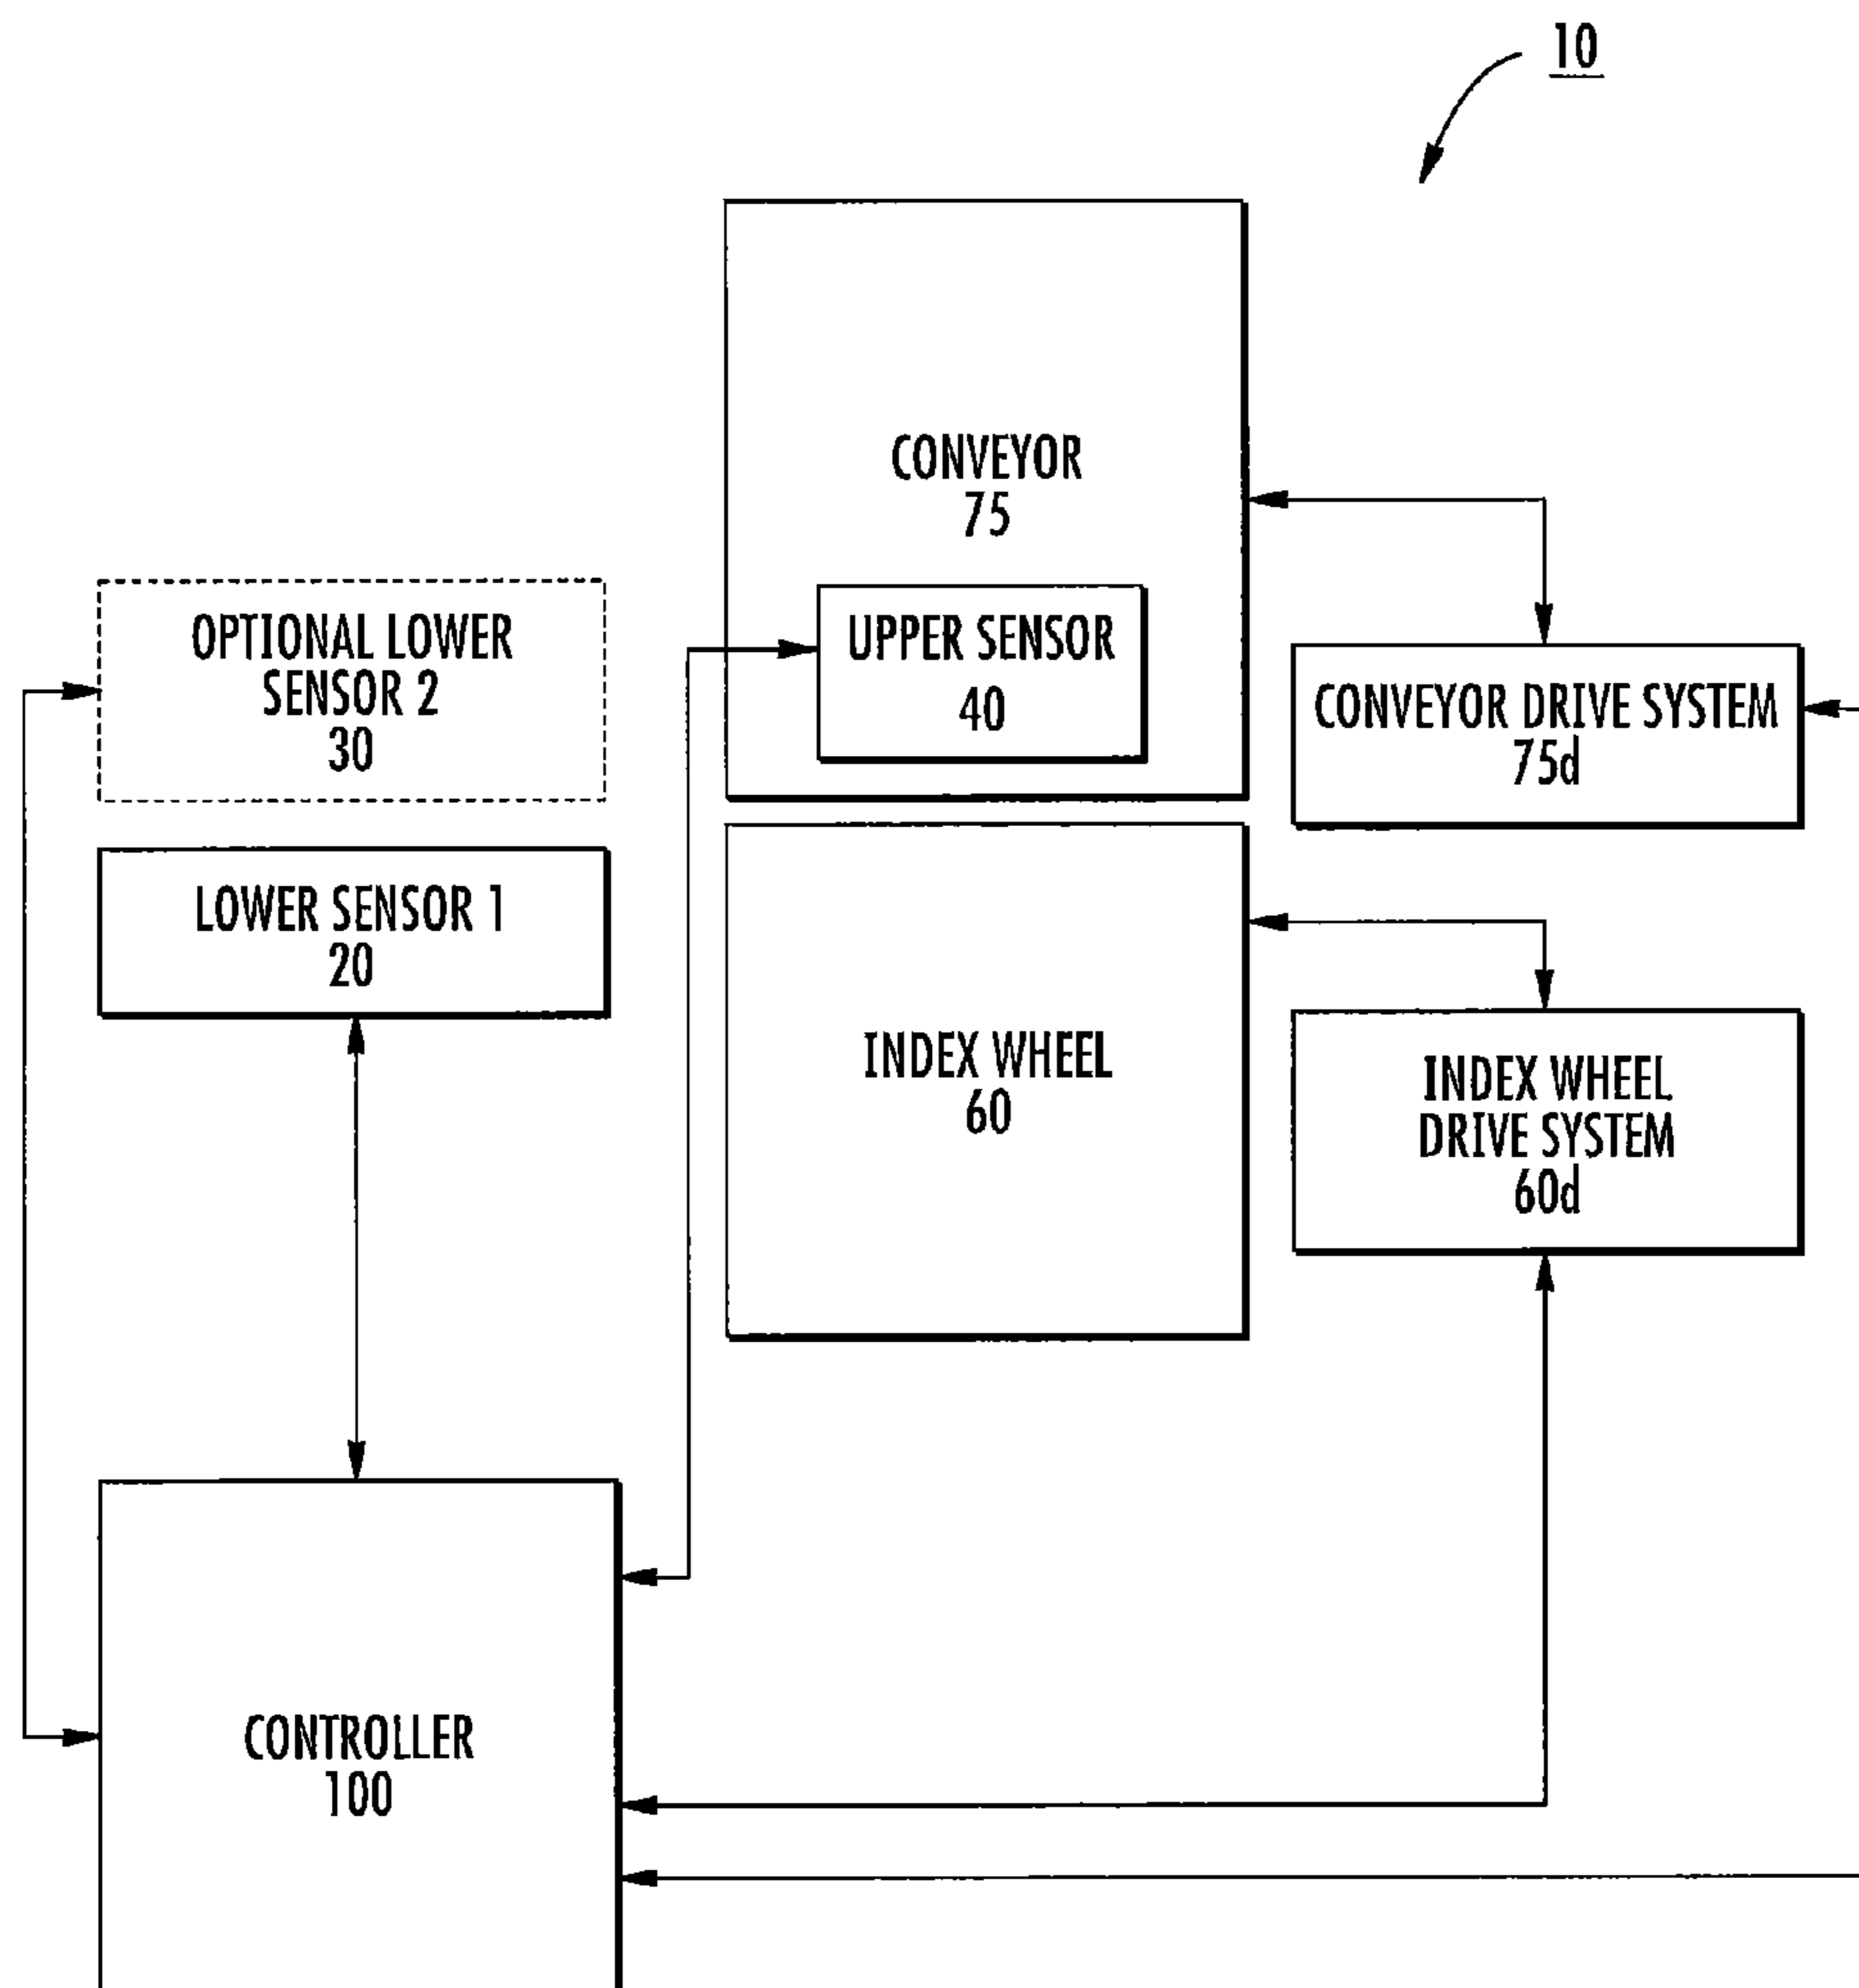 10
CONVEYOR
75
OPTIONAL LOWER
SENSOR 2
30
UPPER SENSOR
40
CONVEYOR DRIVE SYSTEM
75d
LOWER SENSOR 1
20
INDEX WHEEL
60
INDEX WHEEL
DRIVE SYSTEM
60d
CONTROLLER
100